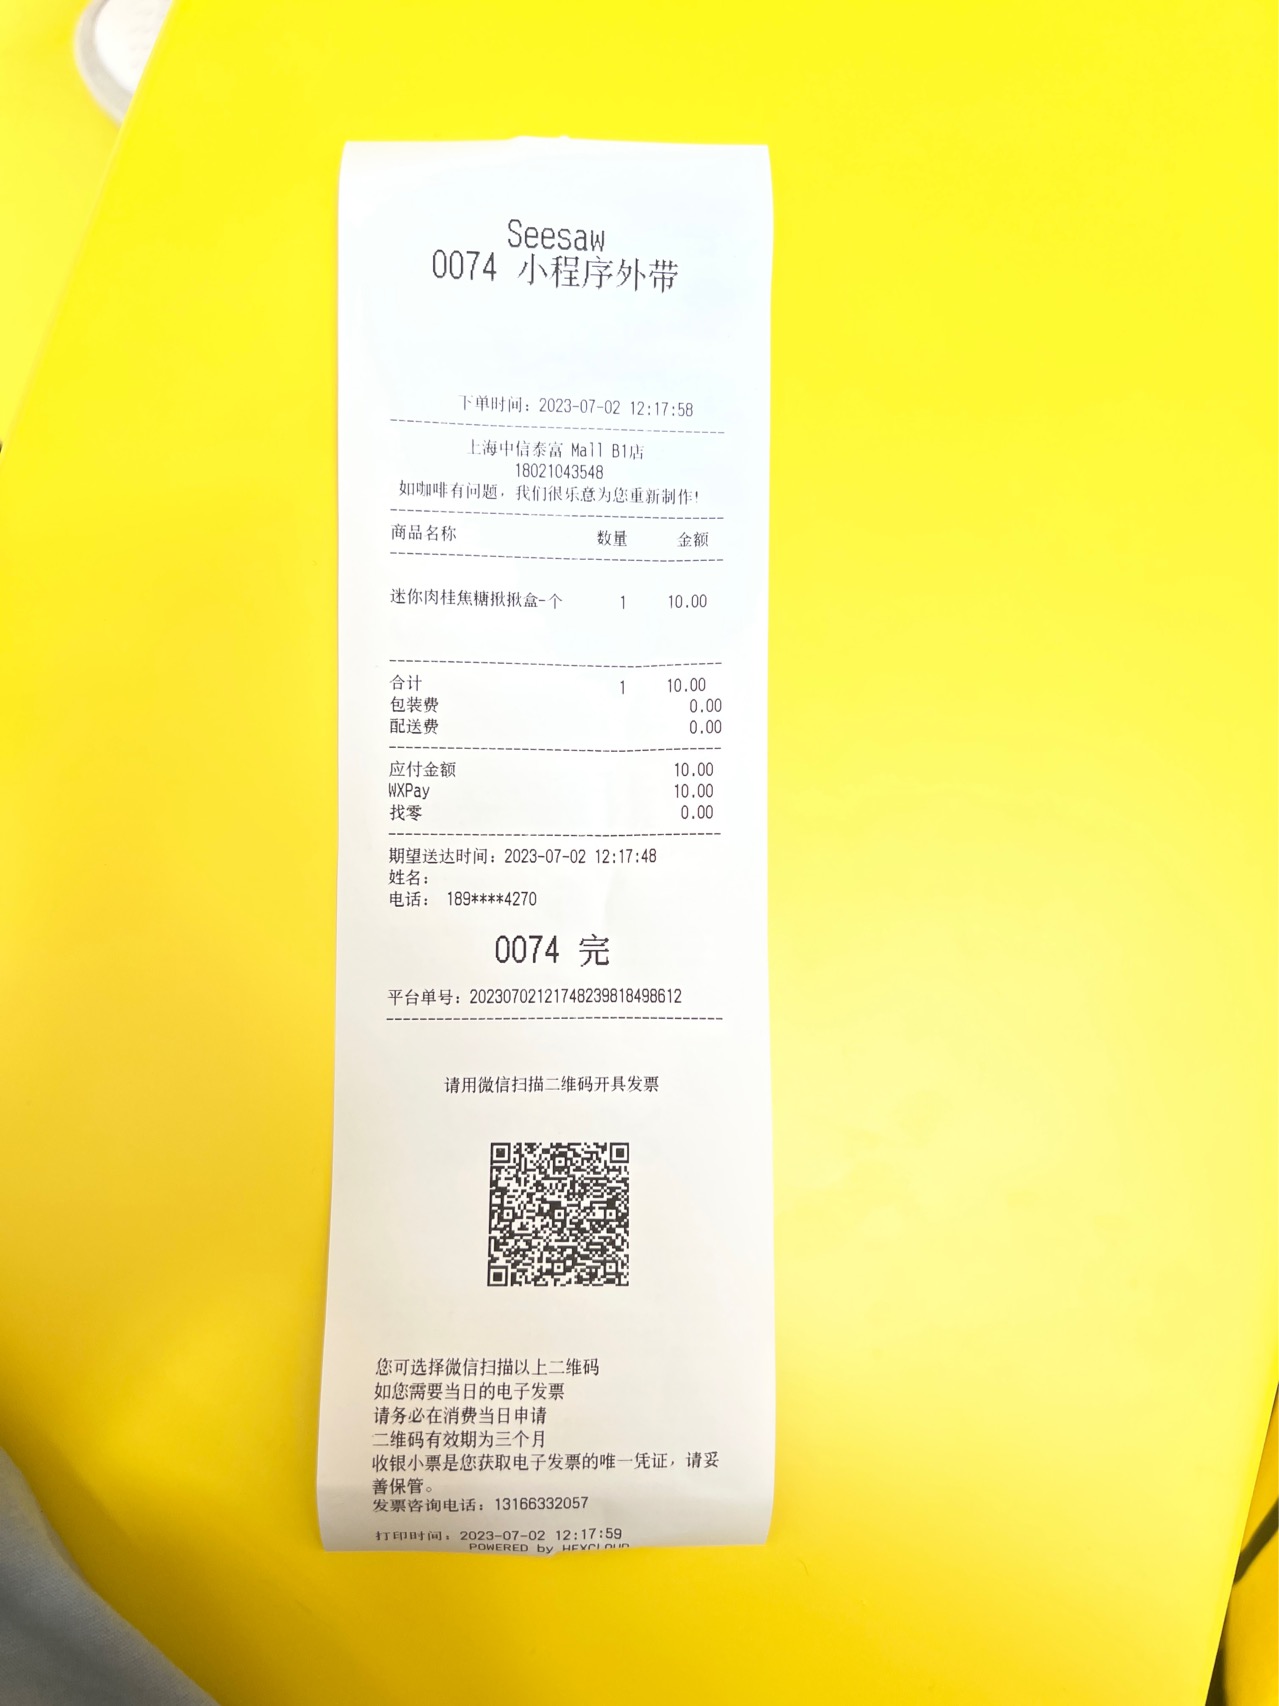 Seesaw
0074 小程序外带
下单时间：2023-07-02 12:17:58
上海中信泰富 Mall B1店
18021043548
如咖啡有问题，我们很乐意为您重新制作！
商品名称 数量 金额
迷你肉桂焦糖揪揪盒-个 1 10.00
合计 1 10.00
包装费 0.00
配送费 0.00
应付金额 10.00
WXPay 10.00
找零 0.00
期望送达时间：2023-07-02 12:17:48
姓名：
电话： 189****4270
0074 完
平台单号：20230702121748239818498612
请用微信扫描二维码开具发票
您可选择微信扫描以上二维码
如您需要当日的电子发票
请务必在消费当日申请
二维码有效期为三个月
收银小票是您获取电子发票的唯一凭证，请妥
善保管。
发票咨询电话：13166332057
打印时间：2023-07-02 12:17:59
POWERED by HEXCLOUD